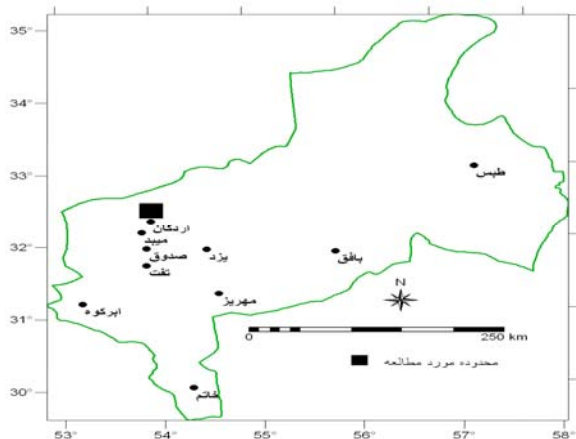 35°
34°
33°
32°
31°
30°
طبس
اردکان
میبد
صدوق
یزد
بافق
تفت
مهریز
ابرکوه
خاتم
N
0
250 km
محدوده مورد مطالعه
53°
54°
55°
56°
57°
58°